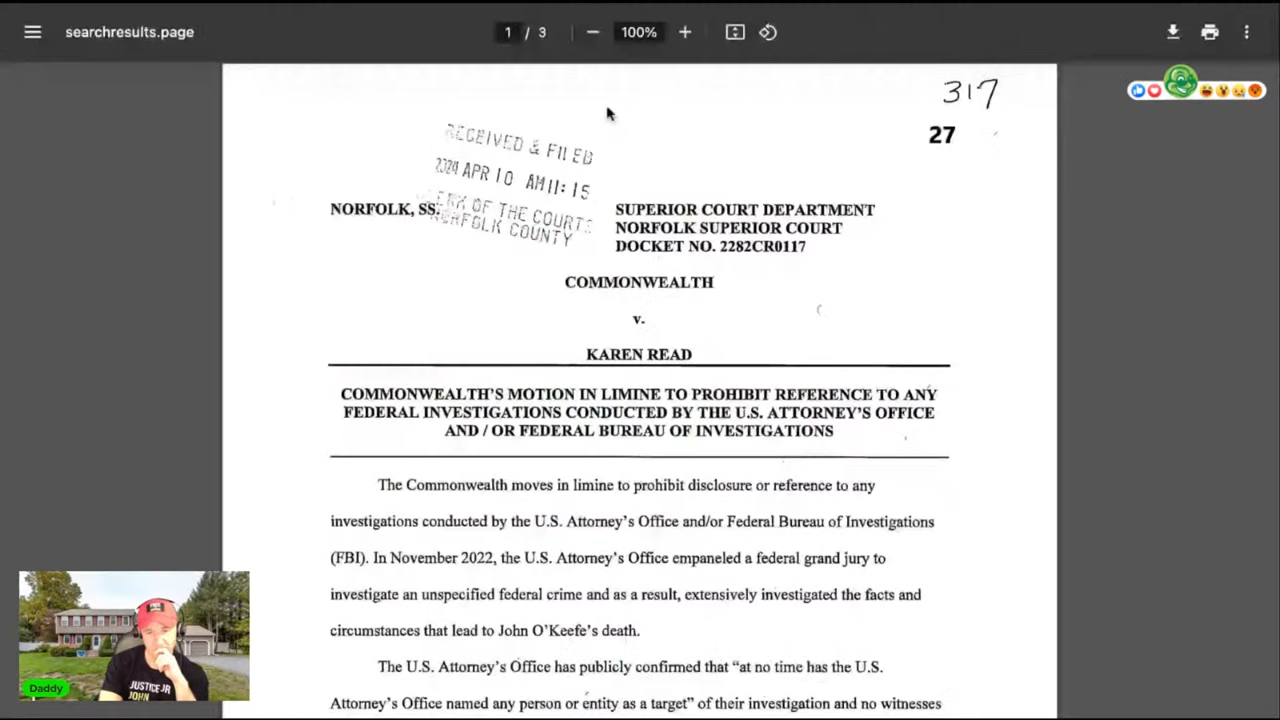 searchresults.page
1 / 3
100%
317
27
RECEIVED & FILED
2024 APR 10 AM 11:15
CLERK OF THE COURTS
NORFOLK COUNTY
NORFOLK, SS.
SUPERIOR COURT DEPARTMENT
NORFOLK SUPERIOR COURT
DOCKET NO. 2282CR0117
COMMONWEALTH
v.
KAREN READ
COMMONWEALTH'S MOTION IN LIMINE TO PROHIBIT REFERENCE TO ANY
FEDERAL INVESTIGATIONS CONDUCTED BY THE U.S. ATTORNEY'S OFFICE
AND / OR FEDERAL BUREAU OF INVESTIGATIONS
The Commonwealth moves in limine to prohibit disclosure or reference to any
investigations conducted by the U.S. Attorney's Office and/or Federal Bureau of Investigations
(FBI). In November 2022, the U.S. Attorney's Office empaneled a federal grand jury to
investigate an unspecified federal crime and as a result, extensively investigated the facts and
circumstances that lead to John O'Keefe's death.
The U.S. Attorney's Office has publicly confirmed that "at no time has the U.S.
Attorney's Office named any person or entity as a target" of their investigation and no witnesses
JUSTICE JR
JOHN
Daddy